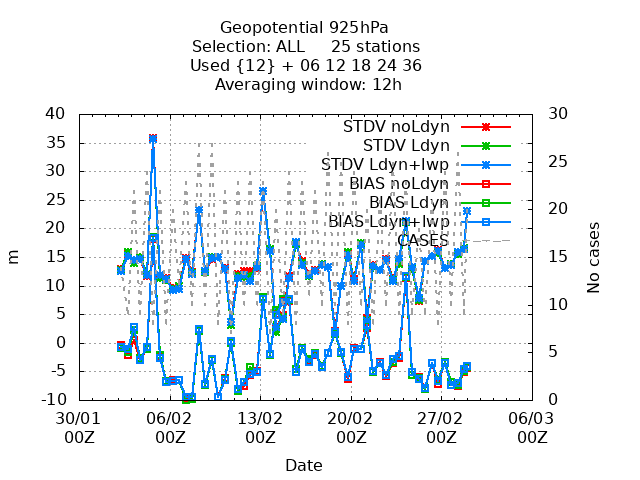 Geopotential 925hPa
Selection: ALL     25 stations
Used {12} + 06 12 18 24 36
Averaging window: 12h
40
35
30
25
20
15
10
5
0
-5
-10
m
30
25
20
15
10
5
0
No cases
STDV noLdyn
STDV Ldyn
STDV Ldyn+lwp
BIAS noLdyn
BIAS Ldyn
BIAS Ldyn+lwp
CASES
30/01 06/02 13/02 20/02 27/02 06/03
00Z 00Z 00Z 00Z 00Z 00Z
Date